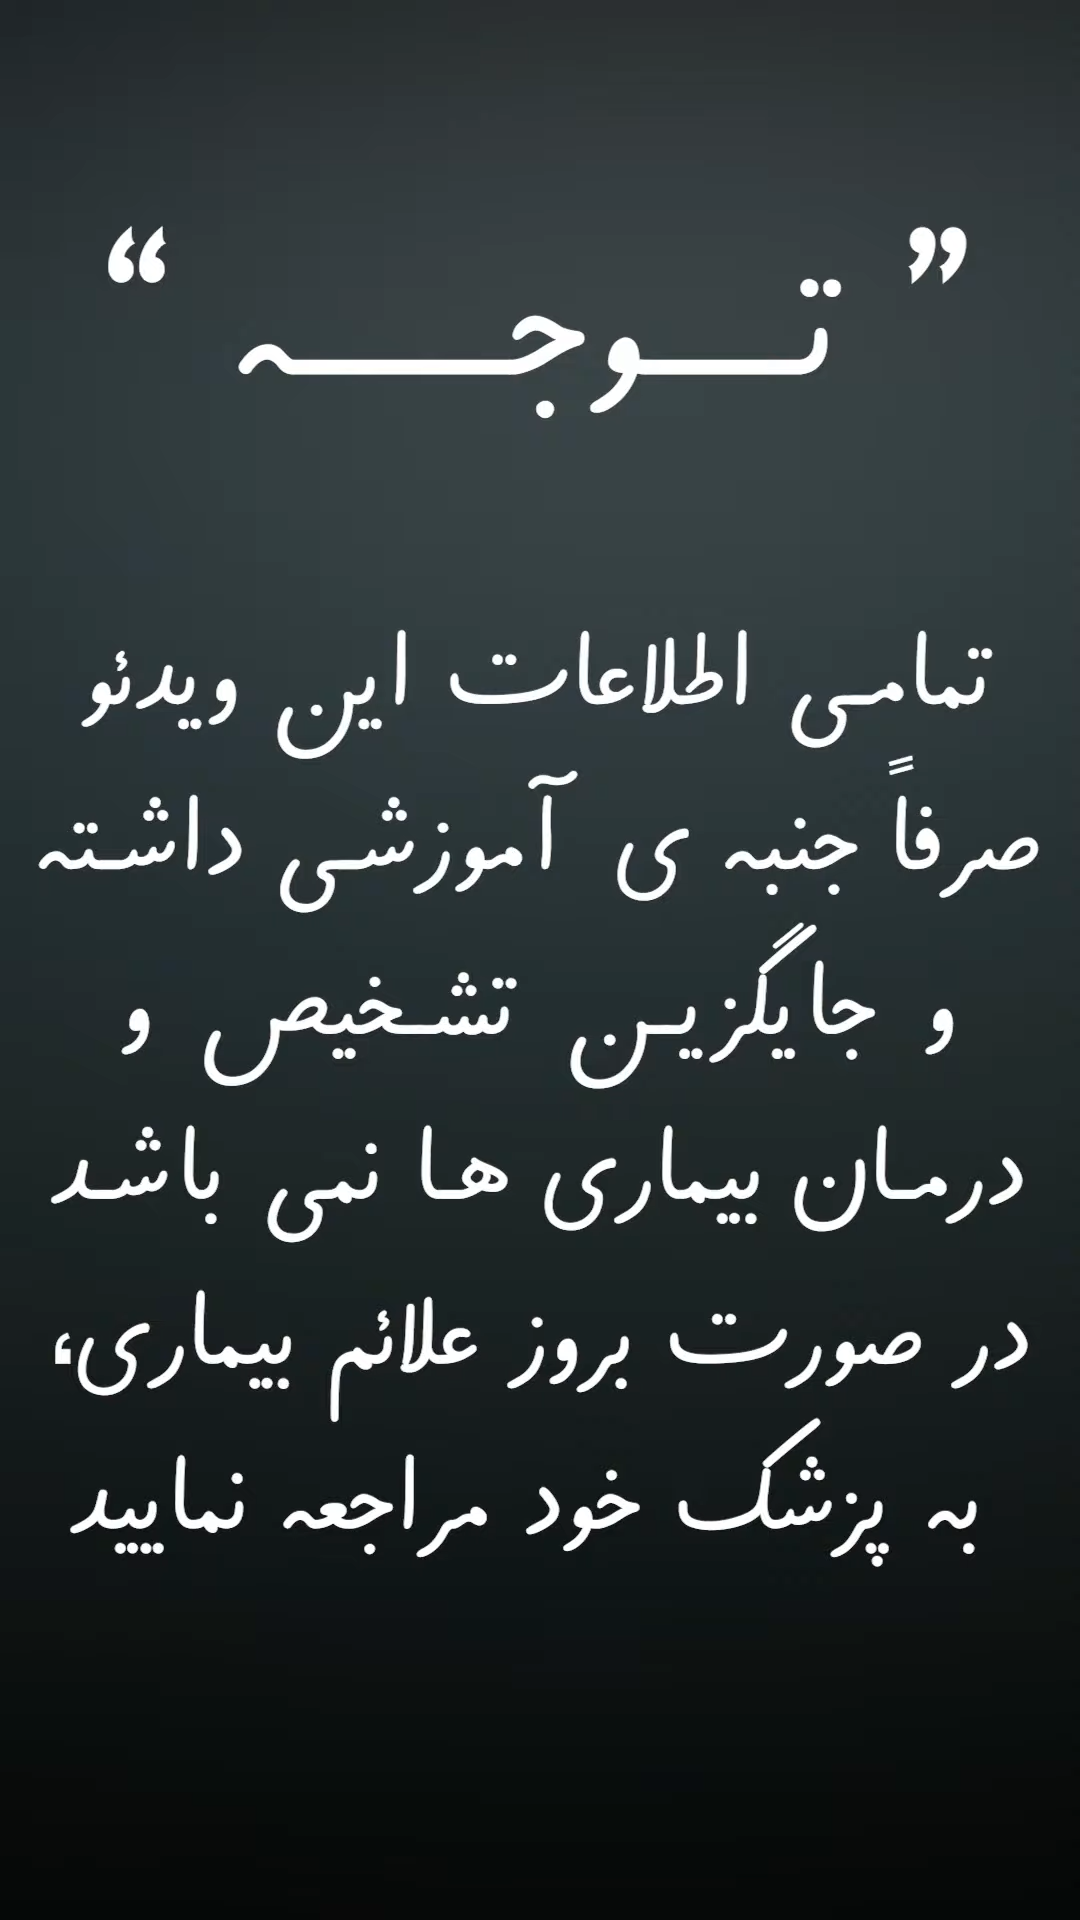 ” توجه “
تمامی اطلاعات این ویدئو
صرفاً جنبه ی آموزشی داشته
و جایگزین تشخیص و
درمان بیماری ها نمی باشد
در صورت بروز علائم بیماری،
به پزشک خود مراجعه نمایید